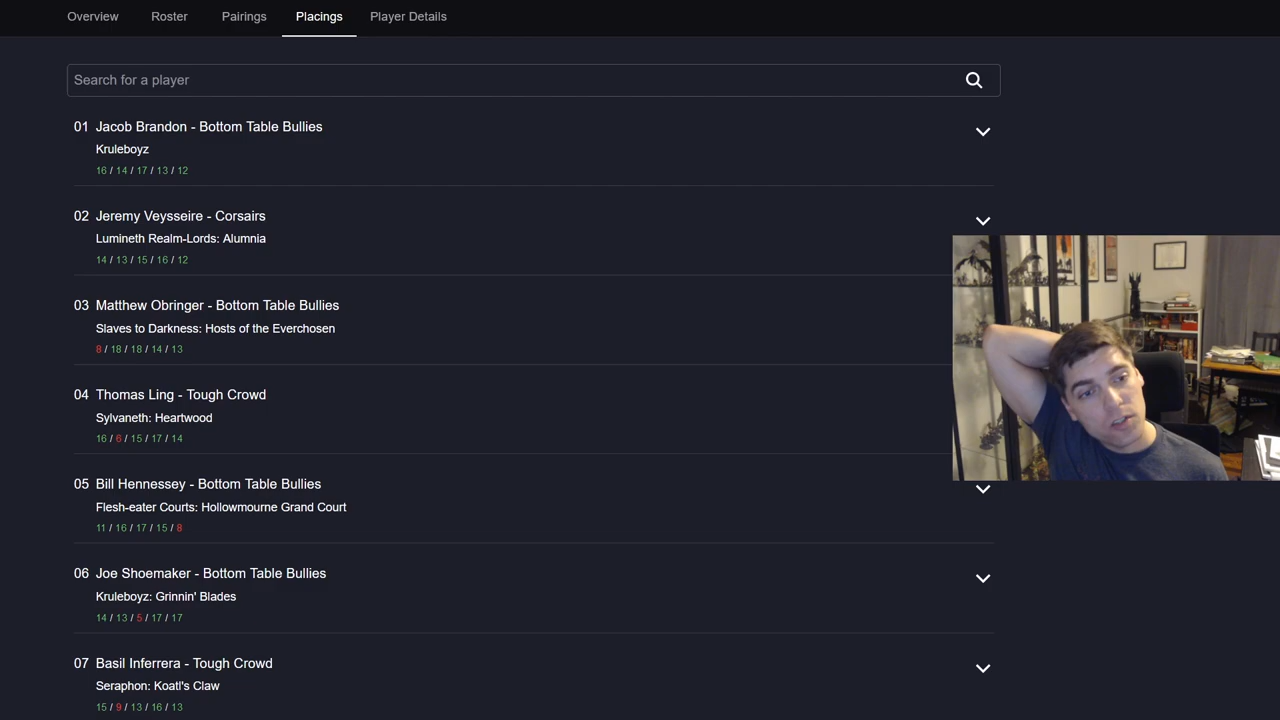 Overview Roster Pairings Placings Player Details
Search for a player
01 Jacob Brandon - Bottom Table Bullies
Kruleboyz
16 / 14 / 17 / 13 / 12
02 Jeremy Veysseire - Corsairs
Lumineth Realm-Lords: Alumnia
14 / 13 / 15 / 16 / 12
03 Matthew Obringer - Bottom Table Bullies
Slaves to Darkness: Hosts of the Everchosen
8 / 18 / 18 / 14 / 13
04 Thomas Ling - Tough Crowd
Sylvaneth: Heartwood
16 / 6 / 15 / 17 / 14
05 Bill Hennessey - Bottom Table Bullies
Flesh-eater Courts: Hollowmourne Grand Court
11 / 16 / 17 / 15 / 8
06 Joe Shoemaker - Bottom Table Bullies
Kruleboyz: Grinnin' Blades
14 / 13 / 5 / 17 / 17
07 Basil Inferrera - Tough Crowd
Seraphon: Koatl's Claw
15 / 9 / 13 / 16 / 13